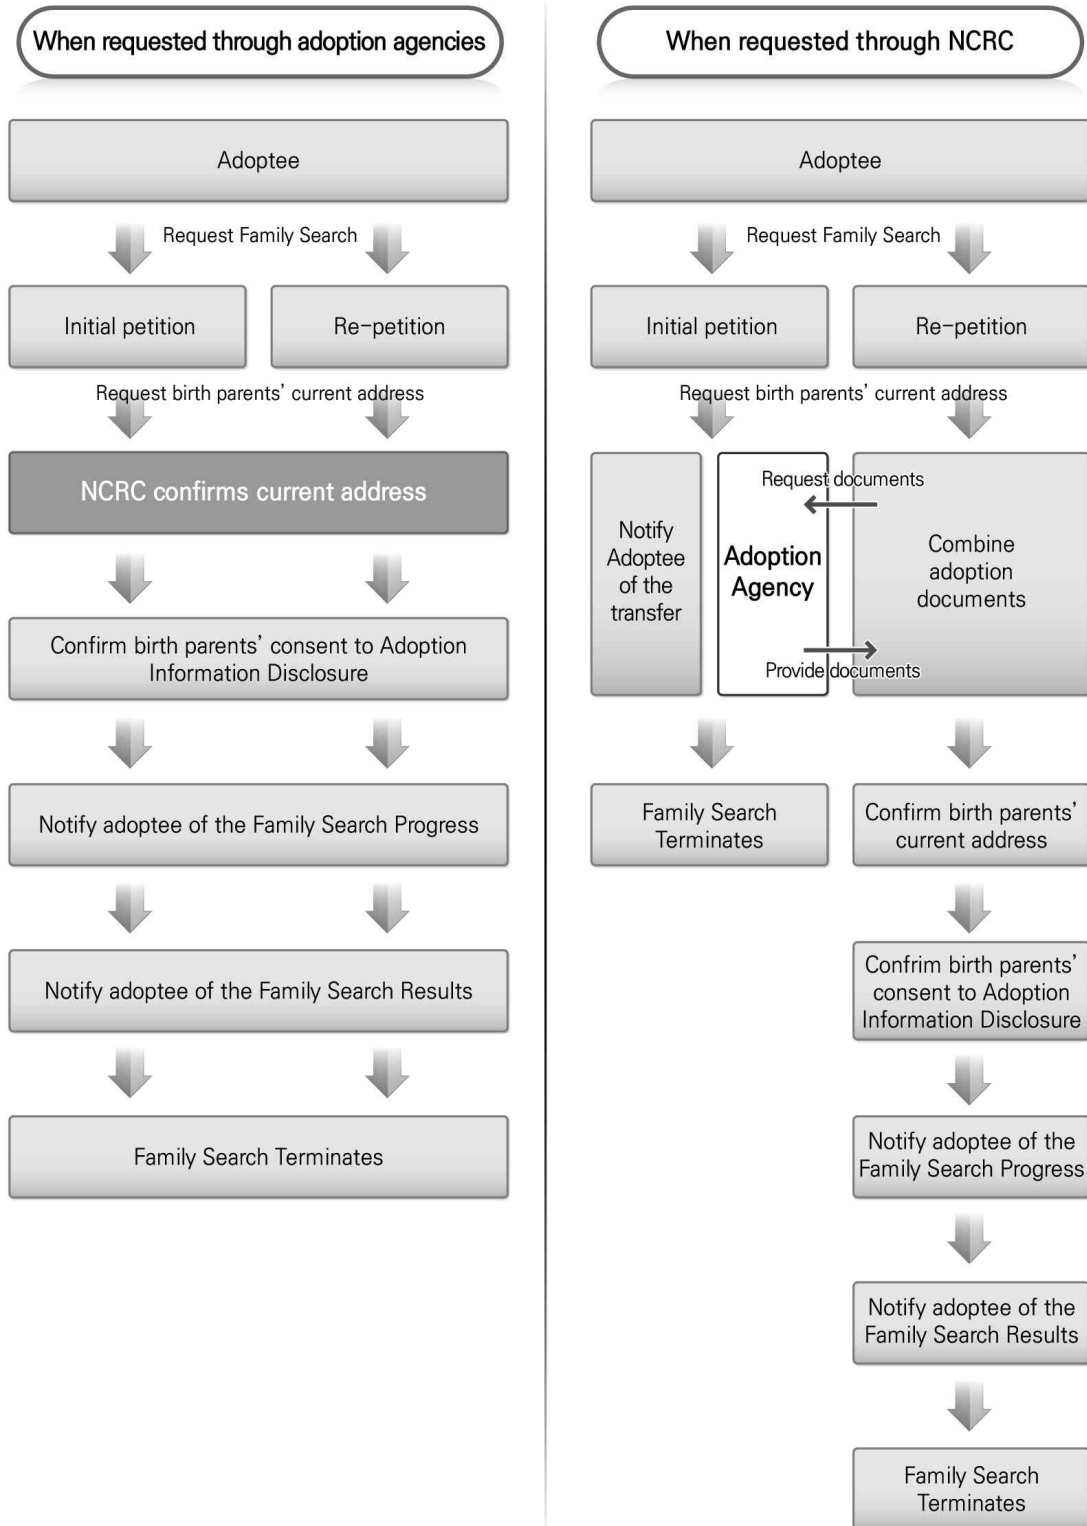 When requested through adoption agencies
Adoptee
Request Family Search
Initial petition
Re-petition
Request birth parents' current address
NCRC confirms current address
Confirm birth parents' consent to Adoption
Information Disclosure
Notify adoptee of the Family Search Progress
Notify adoptee of the Family Search Results
Family Search Terminates
When requested through NCRC
Adoptee
Request Family Search
Initial petition
Re-petition
Request birth parents' current address
Notify
Adoptee
of the
transfer
Adoption
Agency
Request documents
Provide documents
Combine
adoption
documents
Family Search
Terminates
Confirm birth parents'
current address
Confrim birth parents'
consent to Adoption
Information Disclosure
Notify adoptee of the
Family Search Progress
Notify adoptee of the
Family Search Results
Family Search
Terminates